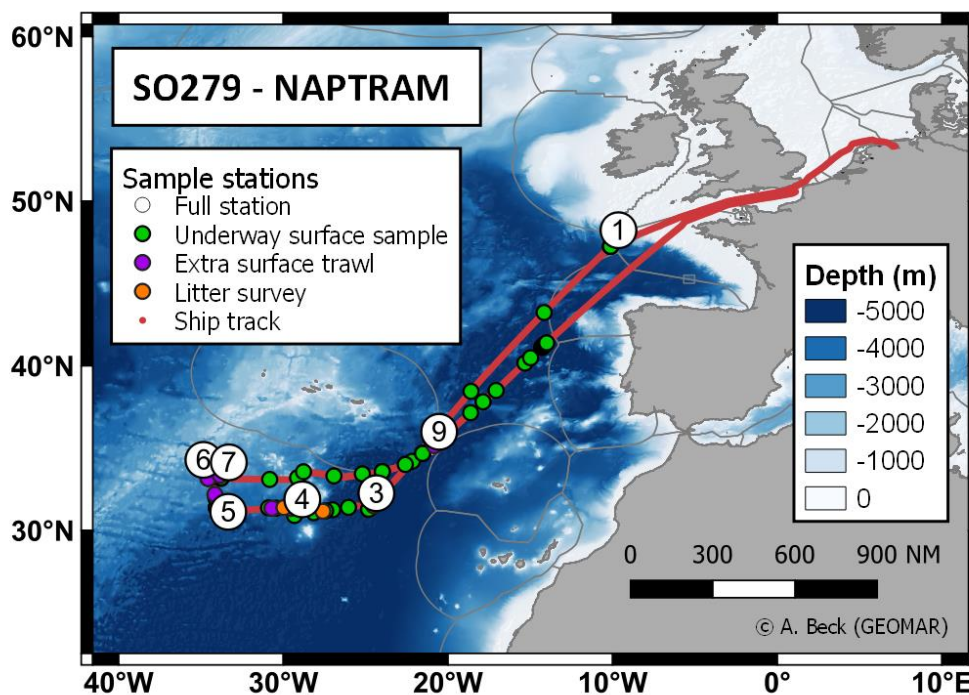 SO279 - NAPTRAM
Sample stations
Full station
Underway surface sample
Extra surface trawl
Litter survey
Ship track
60°N
50°N
40°N
30°N
1
9
6
7
3
4
5
Depth (m)
-5000
-4000
-3000
-2000
-1000
0
0 300 600 900 NM
© A. Beck (GEOMAR)
40°W 30°W 20°W 10°W 0° 10°E